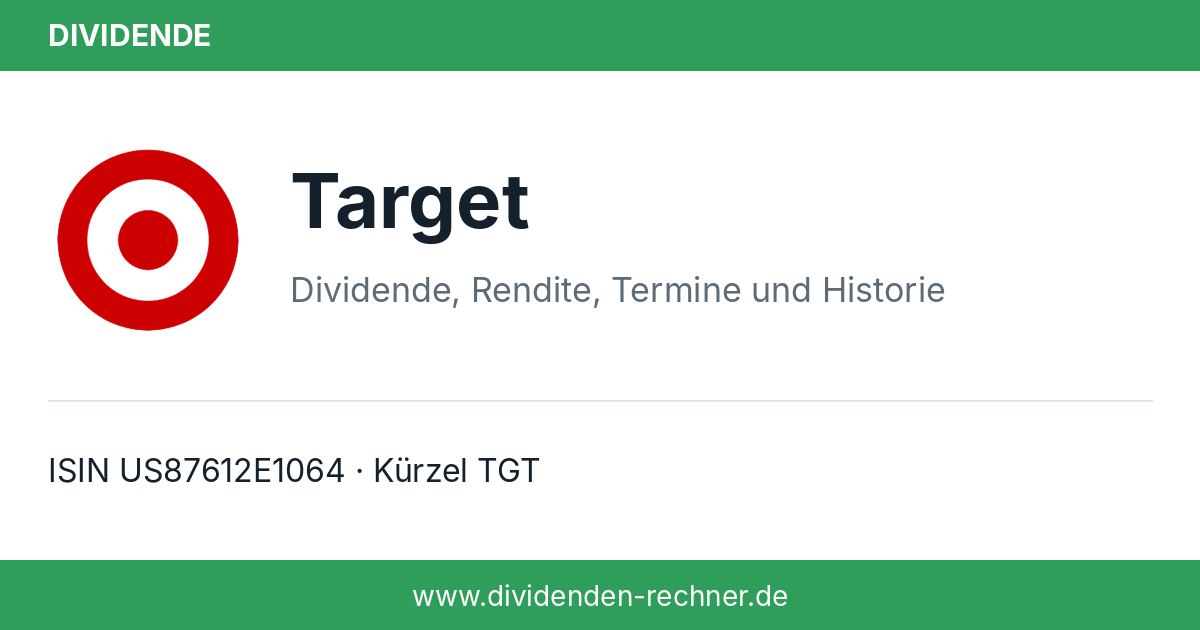 DIVIDENDE
Target
Dividende, Rendite, Termine und Historie
ISIN US87612E1064 · Kürzel TGT
www.dividenden-rechner.de